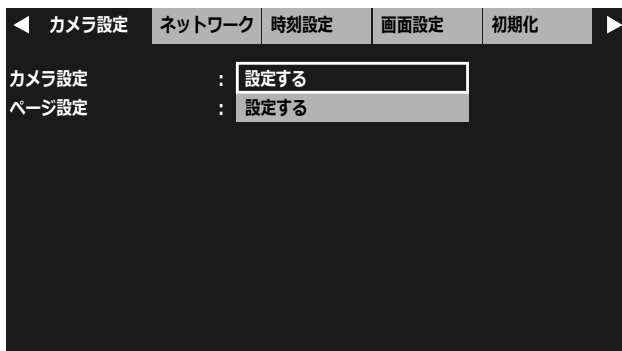 ◀ カメラ設定 ネットワーク 時刻設定 画面設定 初期化 ▶
カメラ設定 : 設定する
ページ設定 : 設定する